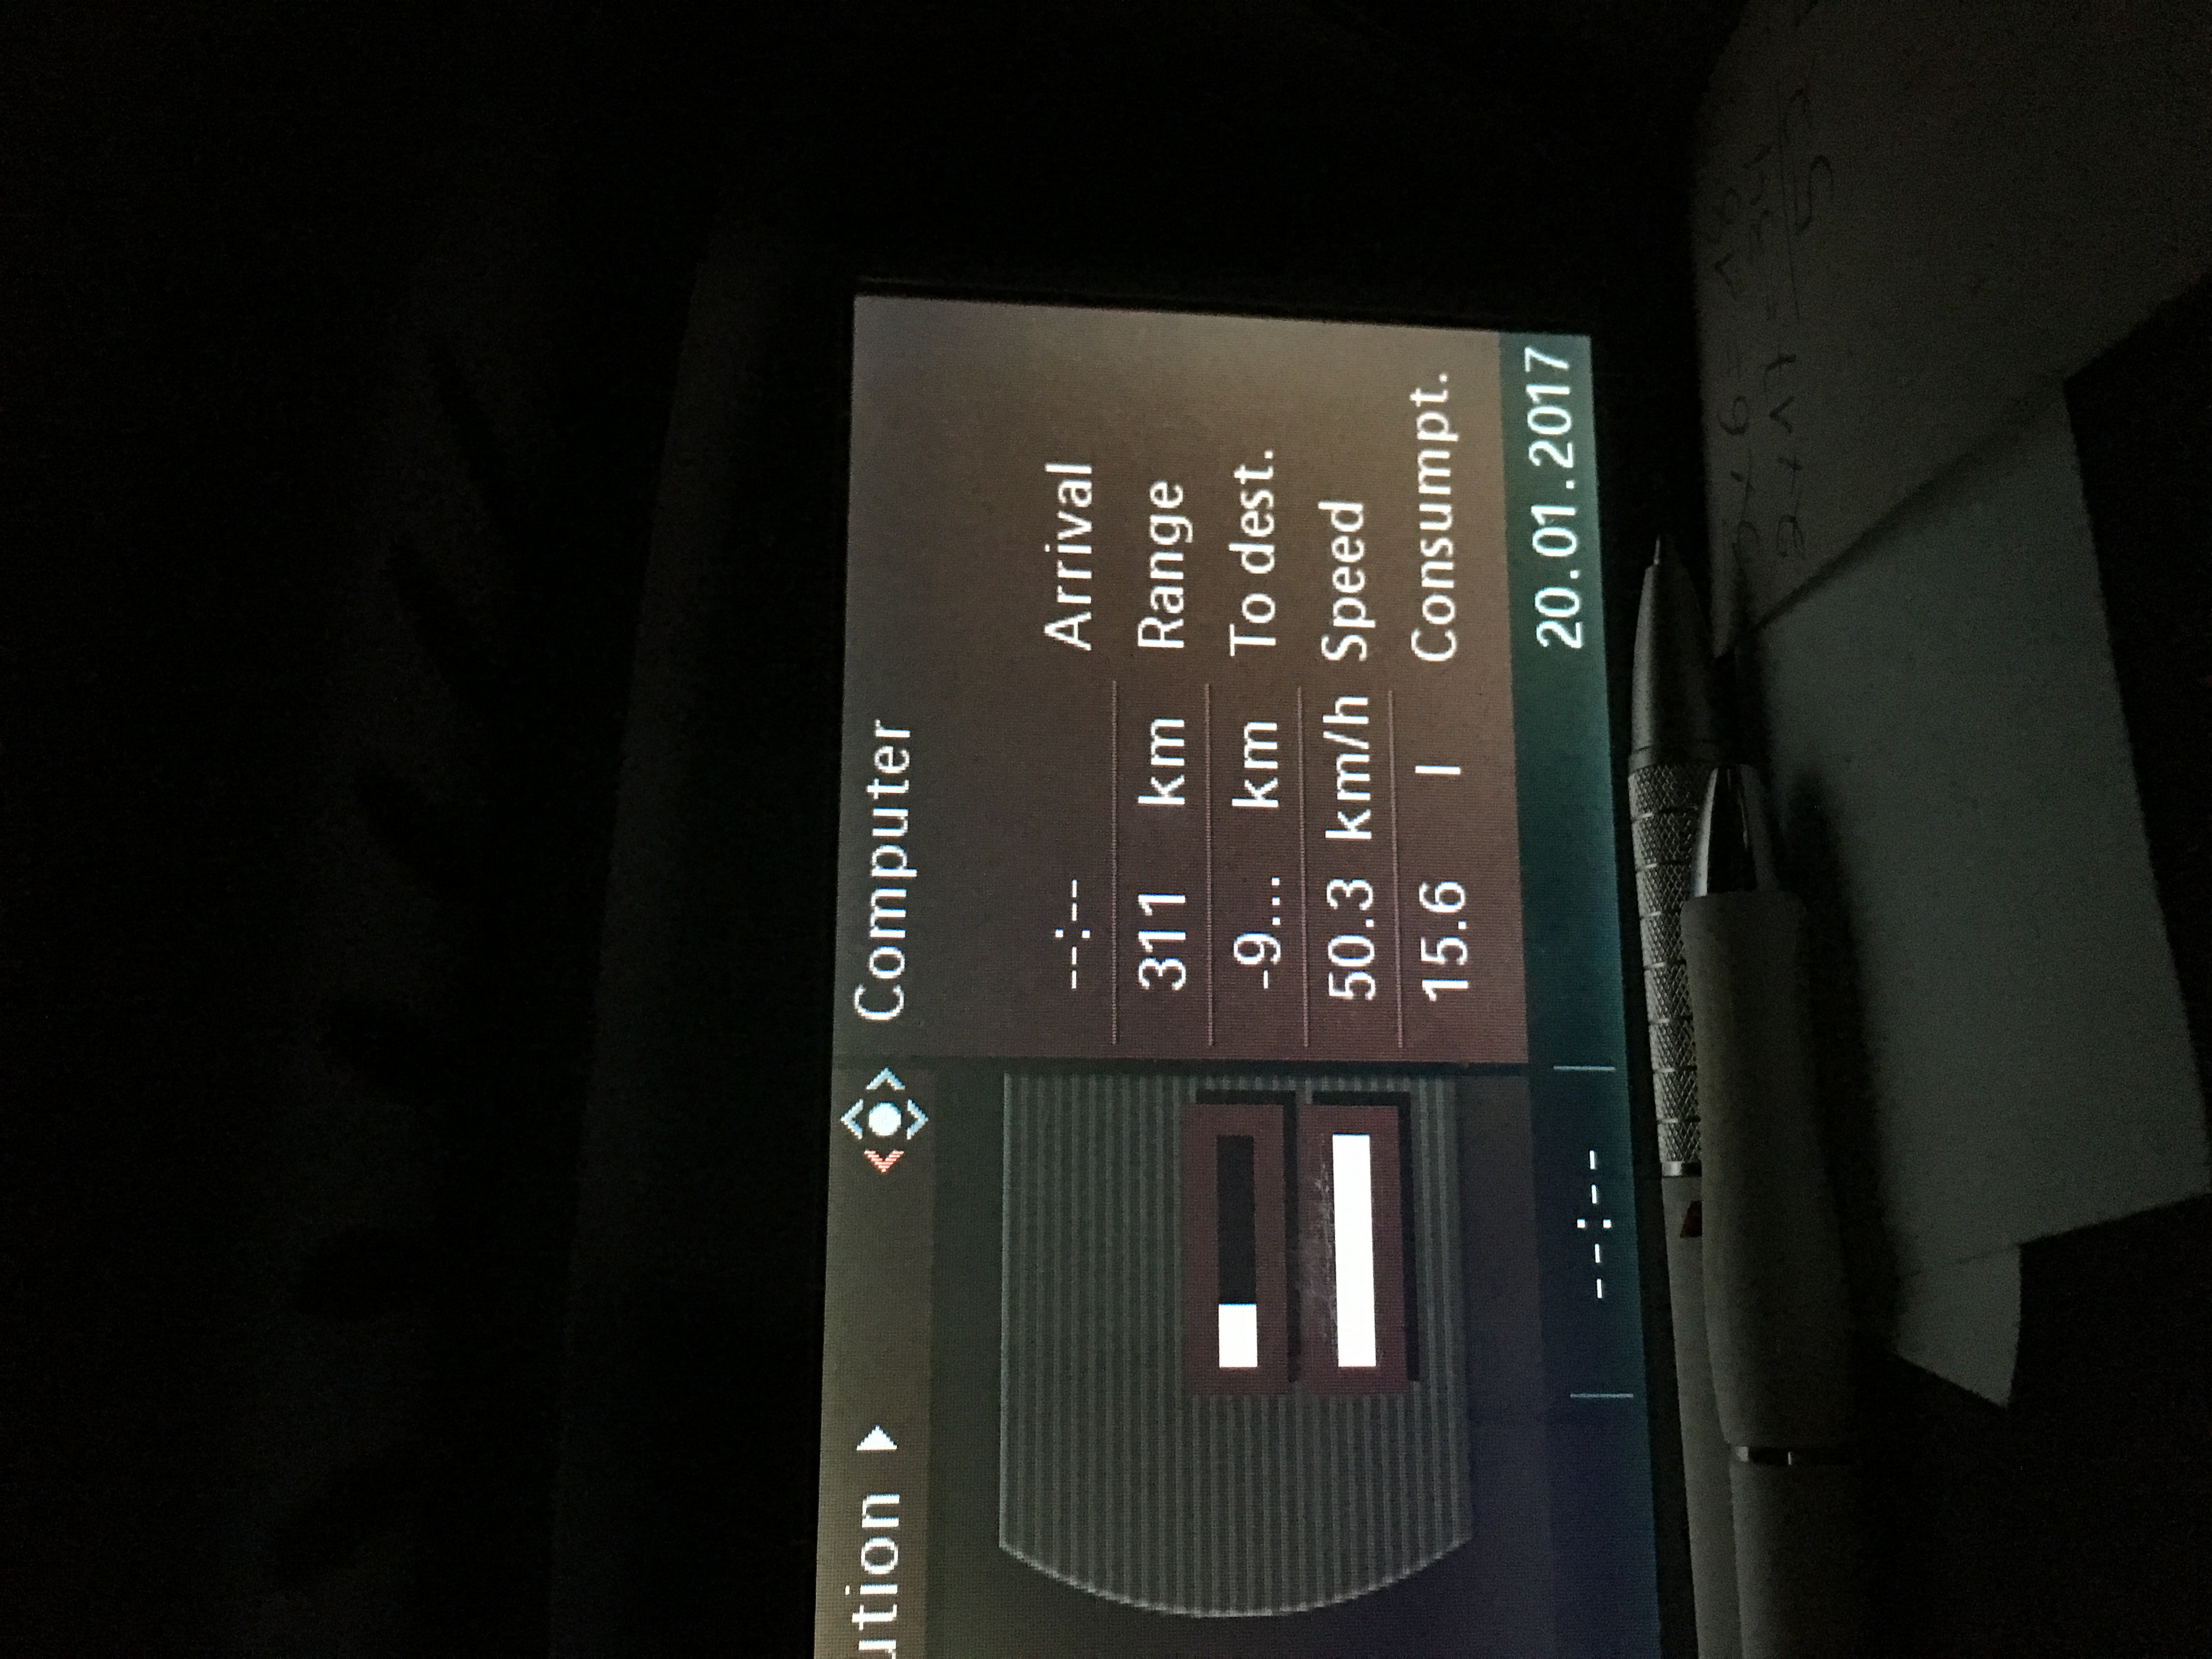 ution
Computer
--:-- Arrival
311 km Range
-9... km To dest.
50.3 km/h Speed
15.6 l Consumpt.
--:-- 20.01.2017